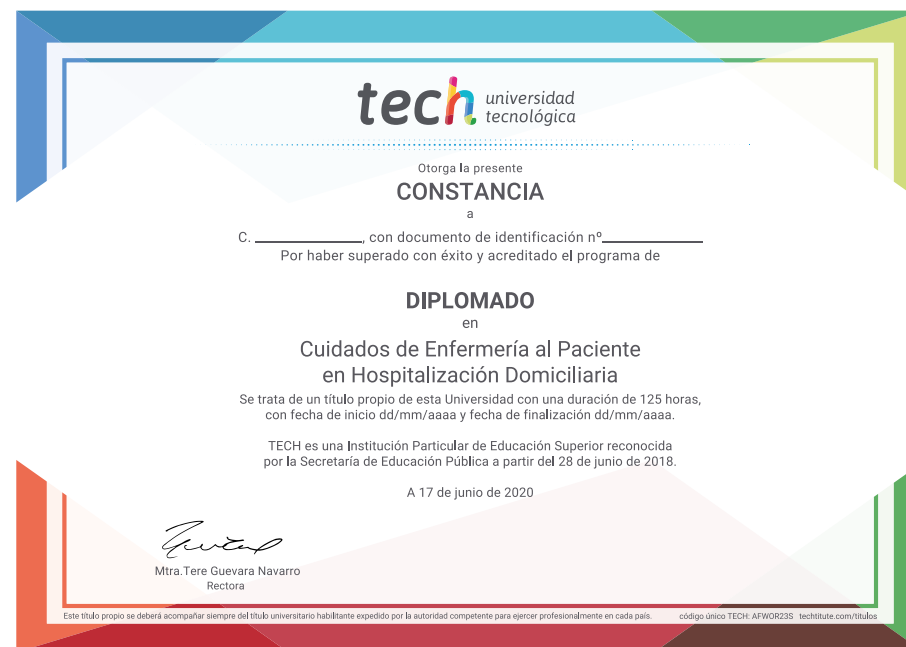 tech universidad
tecnológica
Otorga la presente
CONSTANCIA
a
C. ____________, con documento de identificación nº____________
Por haber superado con éxito y acreditado el programa de
DIPLOMADO
en
Cuidados de Enfermería al Paciente
en Hospitalización Domiciliaria
Se trata de un título propio de esta Universidad con una duración de 125 horas,
con fecha de inicio dd/mm/aaaa y fecha de finalización dd/mm/aaaa.
TECH es una Institución Particular de Educación Superior reconocida
por la Secretaría de Educación Pública a partir del 28 de junio de 2018.
A 17 de junio de 2020
Mtra.Tere Guevara Navarro
Rectora
Este título propio se deberá acompañar siempre del título universitario habilitante expedido por la autoridad competente para ejercer profesionalmente en cada país. código único TECH: AFWOR23S techtitute.com/titulos